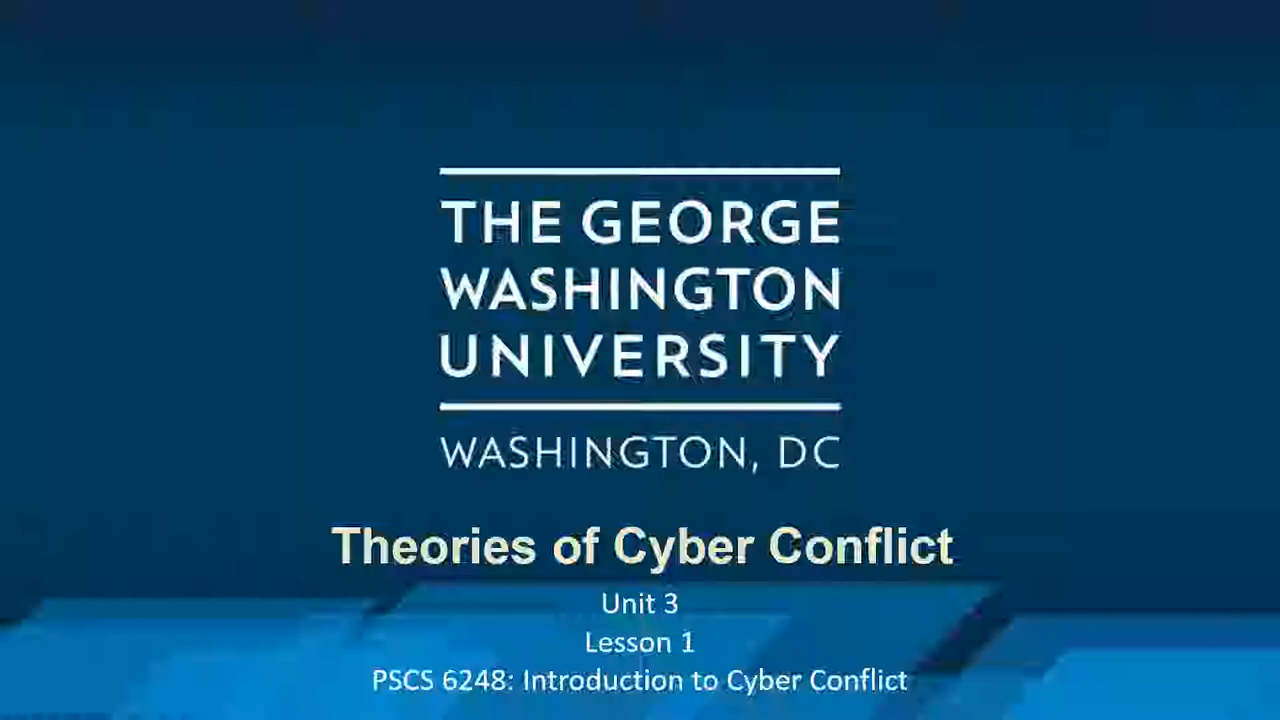 THE GEORGE
WASHINGTON
UNIVERSITY
WASHINGTON, DC
Theories of Cyber Conflict
Unit 3
Lesson 1
PSCS 6248: Introduction to Cyber Conflict